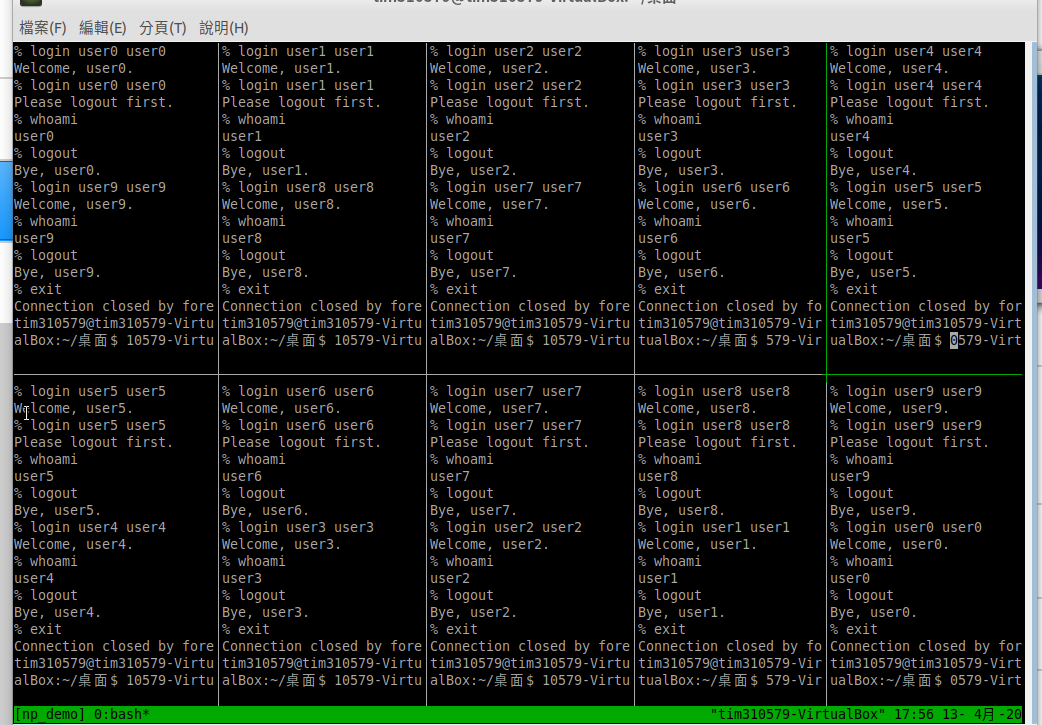 檔案(F) 編輯(E) 分頁(T) 說明(H)
% login user0 user0
Welcome, user0.
% login user0 user0
Please logout first.
% whoami
user0
% logout
Bye, user0.
% login user9 user9
Welcome, user9.
% whoami
user9
% logout
Bye, user9.
% exit
Connection closed by fore
tim310579@tim310579-Virtu
alBox:~/桌面$ 10579-Virtu
% login user1 user1
Welcome, user1.
% login user1 user1
Please logout first.
% whoami
user1
% logout
Bye, user1.
% login user8 user8
Welcome, user8.
% whoami
user8
% logout
Bye, user8.
% exit
Connection closed by fore
tim310579@tim310579-Virtu
alBox:~/桌面$ 10579-Virtu
% login user2 user2
Welcome, user2.
% login user2 user2
Please logout first.
% whoami
user2
% logout
Bye, user2.
% login user7 user7
Welcome, user7.
% whoami
user7
% logout
Bye, user7.
% exit
Connection closed by fore
tim310579@tim310579-Virtu
alBox:~/桌面$ 10579-Virtu
% login user3 user3
Welcome, user3.
% login user3 user3
Please logout first.
% whoami
user3
% logout
Bye, user3.
% login user6 user6
Welcome, user6.
% whoami
user6
% logout
Bye, user6.
% exit
Connection closed by fo
tim310579@tim310579-Vir
tualBox:~/桌面$ 579-Vir
% login user4 user4
Welcome, user4.
% login user4 user4
Please logout first.
% whoami
user4
% logout
Bye, user4.
% login user5 user5
Welcome, user5.
% whoami
user5
% logout
Bye, user5.
% exit
Connection closed by for
tim310579@tim310579-Virt
ualBox:~/桌面$ 0579-Virt
% login user5 user5
Welcome, user5.
% login user5 user5
Please logout first.
% whoami
user5
% logout
Bye, user5.
% login user4 user4
Welcome, user4.
% whoami
user4
% logout
Bye, user4.
% exit
Connection closed by fore
tim310579@tim310579-Virtu
alBox:~/桌面$ 10579-Virtu
% login user6 user6
Welcome, user6.
% login user6 user6
Please logout first.
% whoami
user6
% logout
Bye, user6.
% login user3 user3
Welcome, user3.
% whoami
user3
% logout
Bye, user3.
% exit
Connection closed by fore
tim310579@tim310579-Virtu
alBox:~/桌面$ 10579-Virtu
% login user7 user7
Welcome, user7.
% login user7 user7
Please logout first.
% whoami
user7
% logout
Bye, user7.
% login user2 user2
Welcome, user2.
% whoami
user2
% logout
Bye, user2.
% exit
Connection closed by fore
tim310579@tim310579-Virtu
alBox:~/桌面$ 10579-Virtu
% login user8 user8
Welcome, user8.
% login user8 user8
Please logout first.
% whoami
user8
% logout
Bye, user8.
% login user1 user1
Welcome, user1.
% whoami
user1
% logout
Bye, user1.
% exit
Connection closed by fo
tim310579@tim310579-Vir
tualBox:~/桌面$ 579-Vir
% login user9 user9
Welcome, user9.
% login user9 user9
Please logout first.
% whoami
user9
% logout
Bye, user9.
% login user0 user0
Welcome, user0.
% whoami
user0
% logout
Bye, user0.
% exit
Connection closed by for
tim310579@tim310579-Virt
ualBox:~/桌面$ 0579-Virt
[np_demo] 0:bash* "tim310579-VirtualBox" 17:56 13- 4月 -20